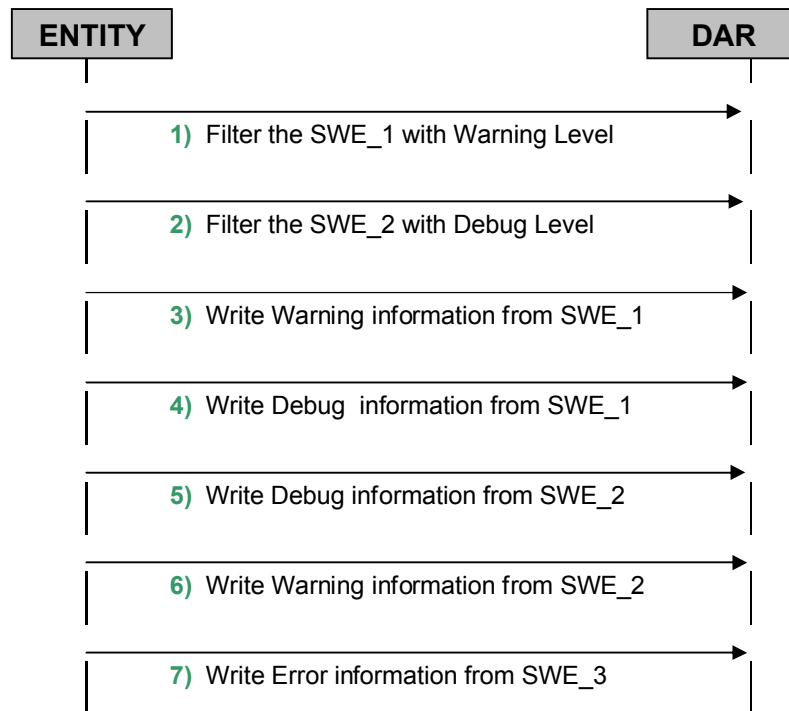 ENTITY DAR
1) Filter the SWE_1 with Warning Level
2) Filter the SWE_2 with Debug Level
3) Write Warning information from SWE_1
4) Write Debug  information from SWE_1
5) Write Debug information from SWE_2
6) Write Warning information from SWE_2
7) Write Error information from SWE_3